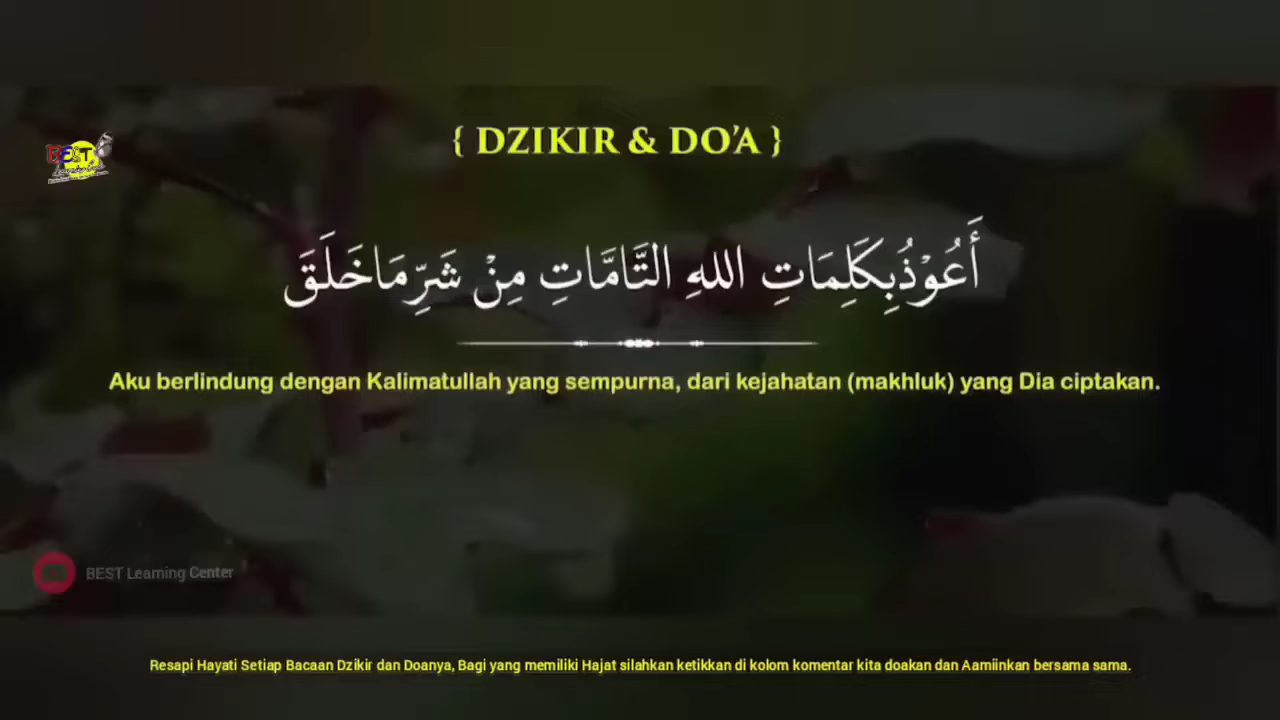 { DZIKIR & DO'A }
BEST
أَعُوْذُبِكَلِمَاتِ اللهِ التَّامَّاتِ مِنْ شَرِّمَاخَلَقَ
Aku berlindung dengan Kalimatullah yang sempurna, dari kejahatan (makhluk) yang Dia ciptakan.
BEST Learning Center
Resapi Hayati Setiap Bacaan Dzikir dan Doanya, Bagi yang memiliki Hajat silahkan ketikkan di kolom komentar kita doakan dan Aamiinkan bersama sama.